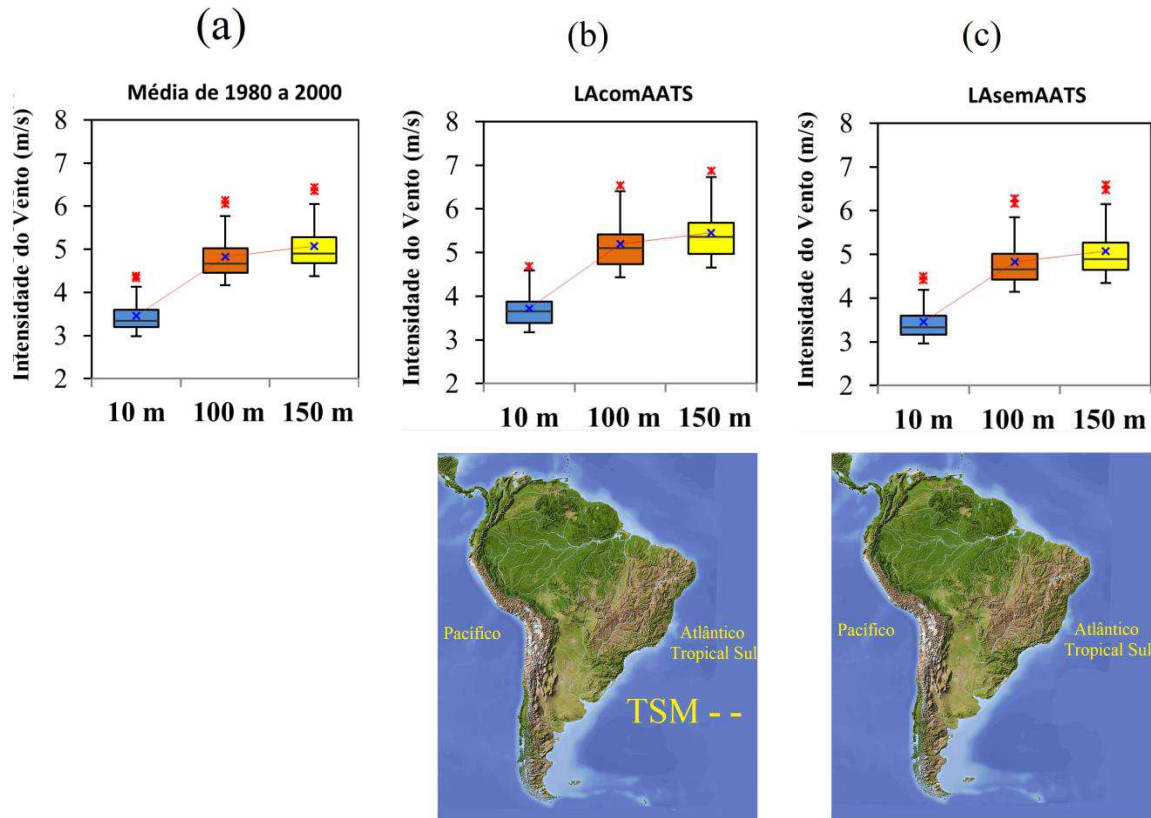 (a)
Média de 1980 a 2000
Intensidade do Vento (m/s)
8
7
6
5
4
3
2
10 m 100 m 150 m
(b)
LAcomAATS
Intensidade do Vento (m/s)
8
7
6
5
4
3
2
10 m 100 m 150 m
(c)
LAsemAATS
Intensidade do Vento (m/s)
8
7
6
5
4
3
2
10 m 100 m 150 m
Pacífico
Atlântico
Tropical Sul
TSM - -
Pacífico
Atlântico
Tropical Sul